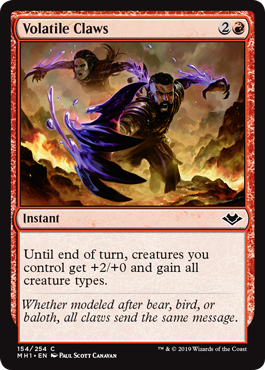 Volatile Claws 2
Instant
Until end of turn, creatures you
control get +2/+0 and gain all
creature types.
Whether modeled after bear, bird, or
baloth, all claws send the same message.
154/254 C
MH1 • EN Paul Scott Canavan
™ & © 2019 Wizards of the Coast